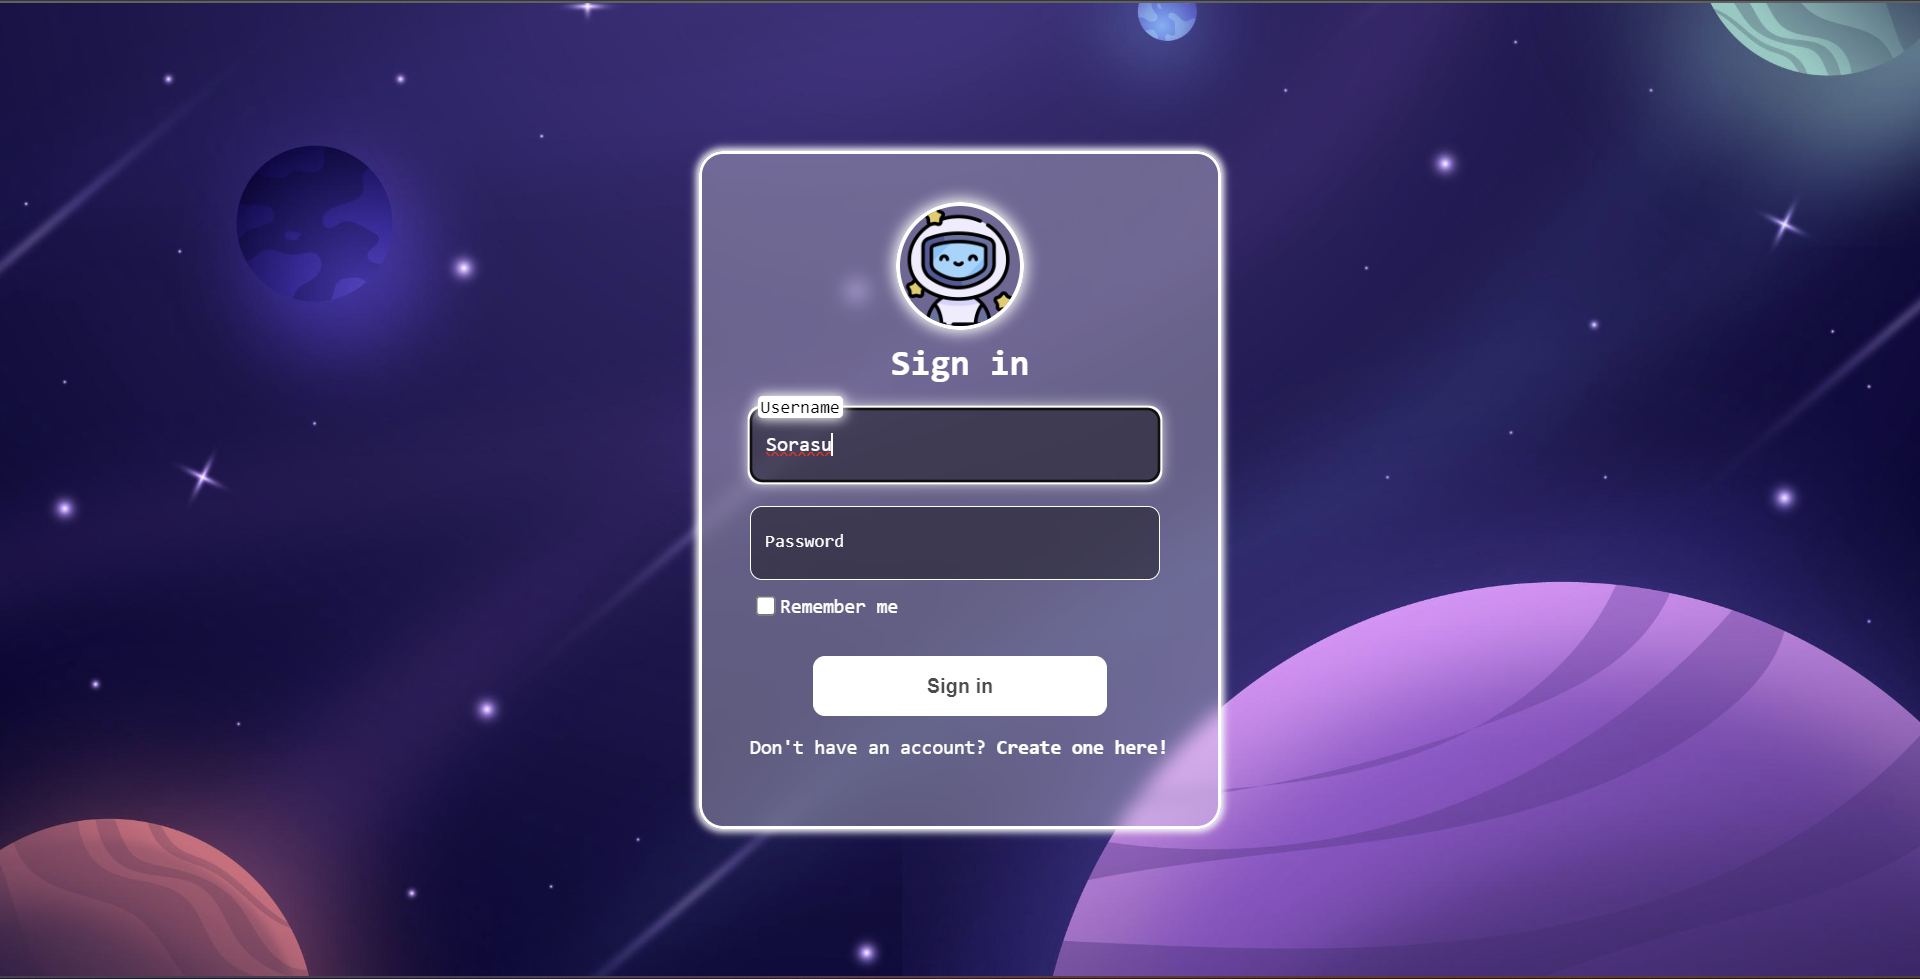 Sign in
Username
Sorasu
Password
Remember me
Sign in
Don't have an account? Create one here!